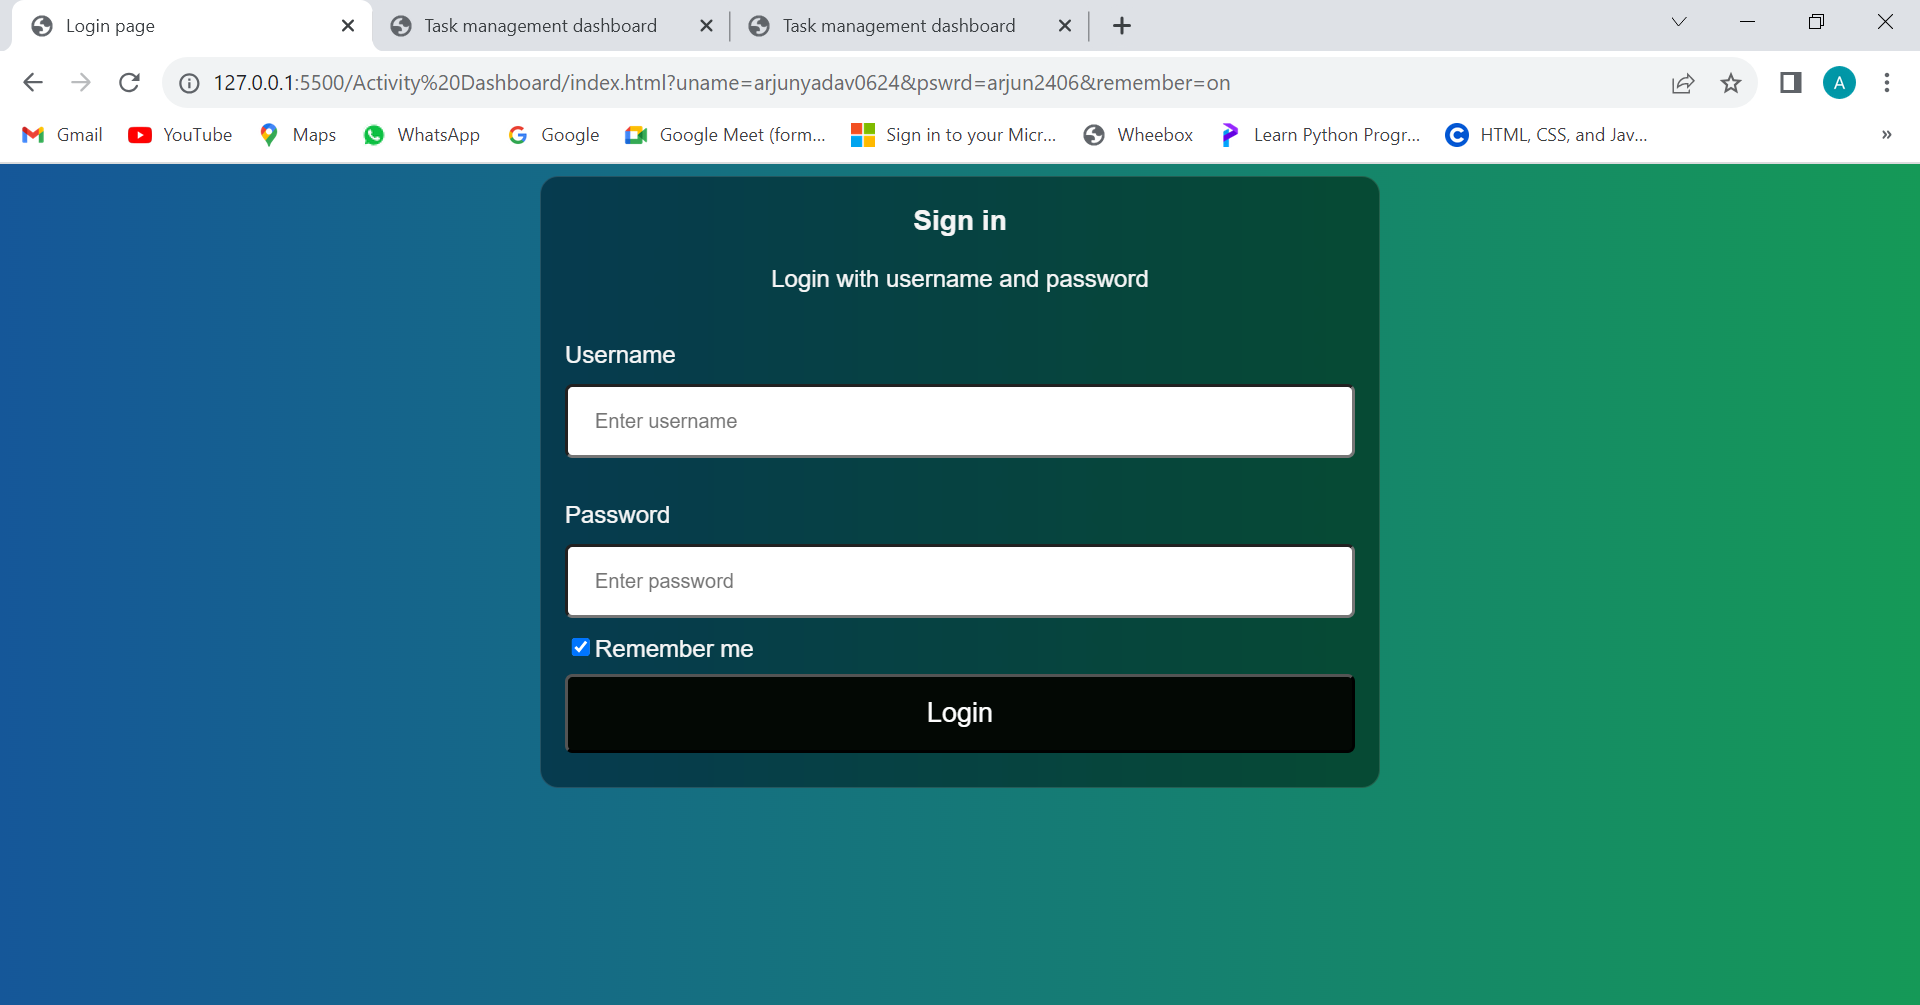 Login page Task management dashboard Task management dashboard
127.0.0.1:5500/Activity%20Dashboard/index.html?uname=arjunyadav0624&pswrd=arjun2406&remember=on A
Gmail YouTube Maps WhatsApp Google Google Meet (form... Sign in to your Micr... Wheebox Learn Python Progr... HTML, CSS, and Jav... »
Sign in
Login with username and password
Username
Enter username
Password
Enter password
Remember me
Login